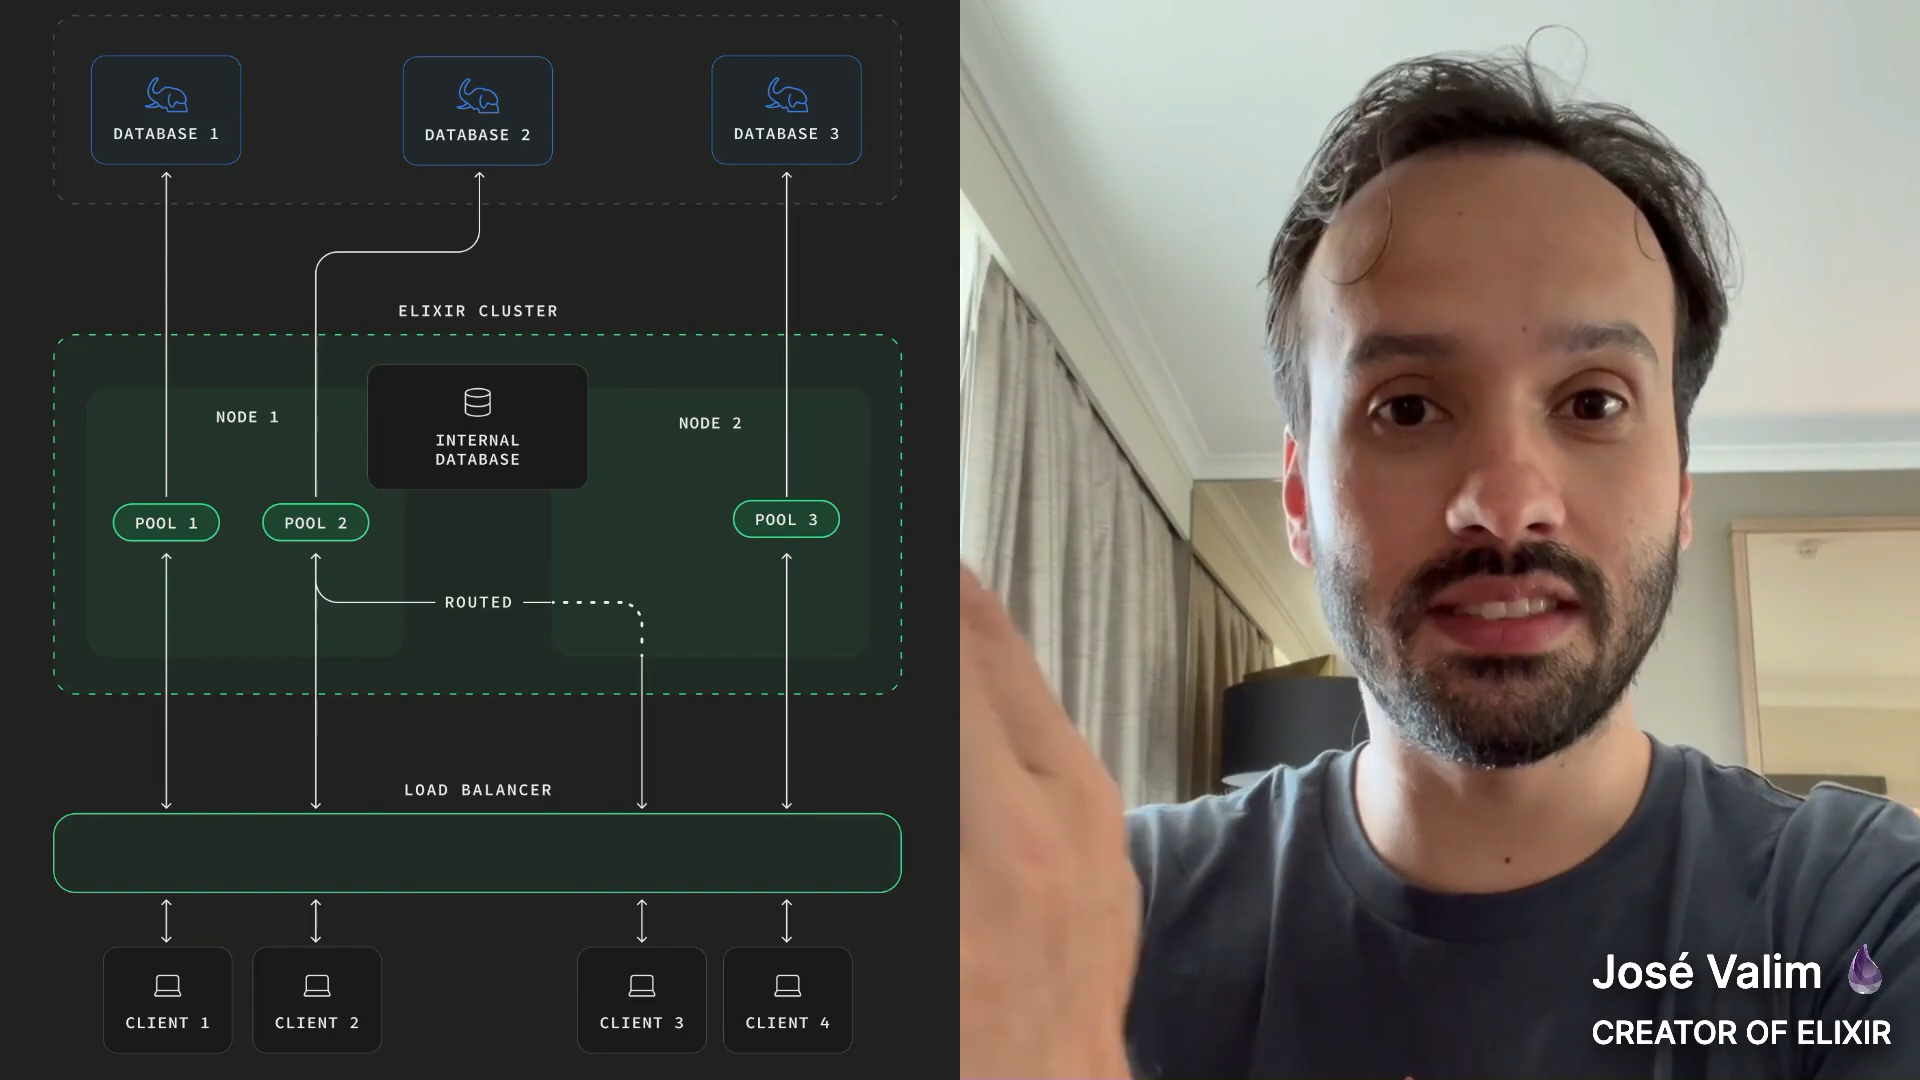 DATABASE 1
DATABASE 2
DATABASE 3
ELIXIR CLUSTER
NODE 1
INTERNAL
DATABASE
NODE 2
POOL 1
POOL 2
POOL 3
ROUTED
LOAD BALANCER
CLIENT 1
CLIENT 2
CLIENT 3
CLIENT 4
José Valim
CREATOR OF ELIXIR